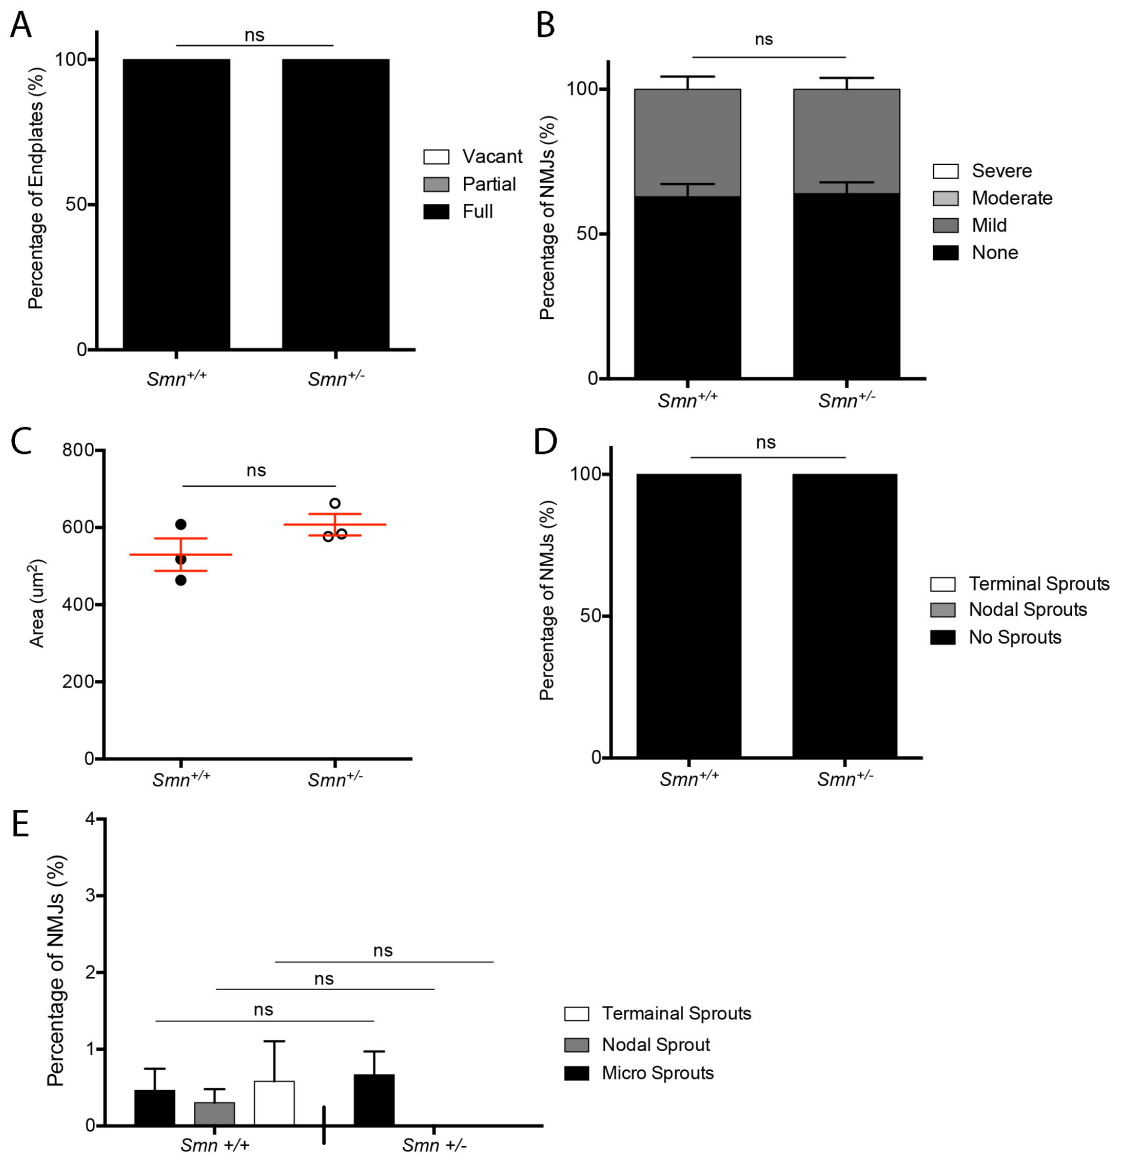 A
ns
100
50
0
Percentage of Endplates (%)
Smn+/+
Smn+/-
Vacant
Partial
Full
B
ns
100
50
0
Percentage of NMJs (%)
Smn+/+
Smn+/-
Severe
Moderate
Mild
None
C
800
600
400
200
0
ns
Area (um2)
Smn+/+
Smn+/-
D
ns
100
50
0
Percentage of NMJs (%)
Smn+/+
Smn+/-
Terminal Sprouts
Nodal Sprouts
No Sprouts
E
4
3
2
1
0
Percentage of NMJs (%)
ns
ns
ns
Smn +/+
Smn +/-
Termainal Sprouts
Nodal Sprout
Micro Sprouts